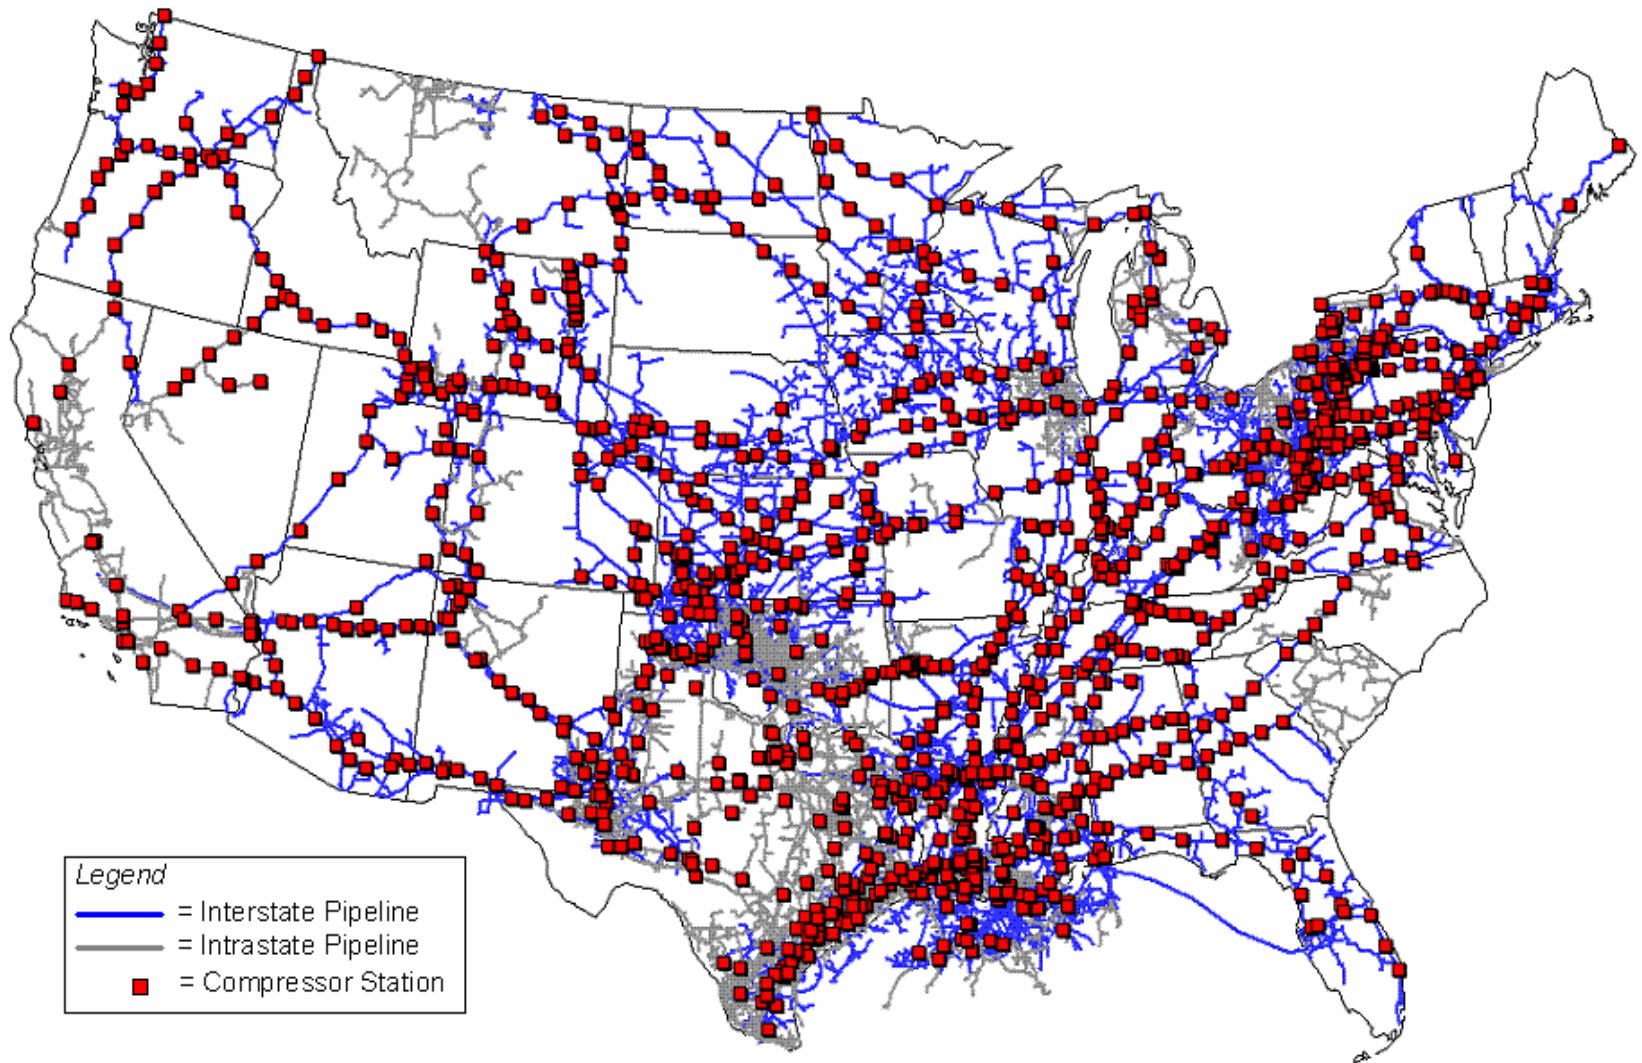 Legend
= Interstate Pipeline
= Intrastate Pipeline
= Compressor Station